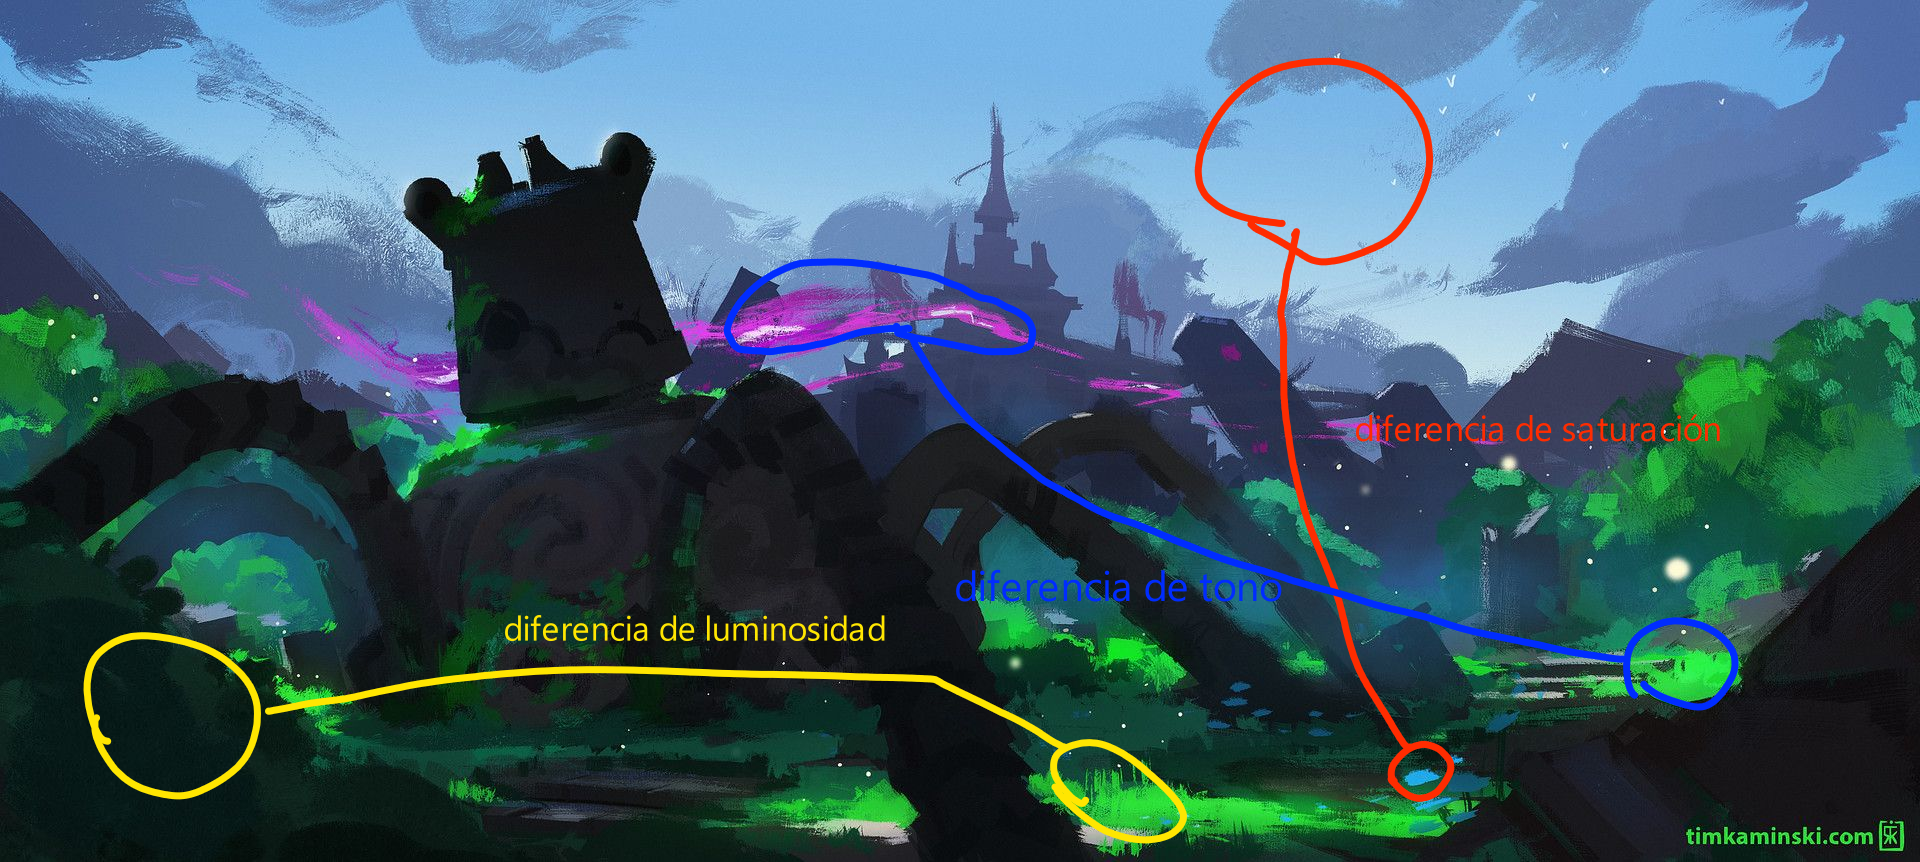 diferencia de saturación
diferencia de tono
diferencia de luminosidad
timkaminski.com